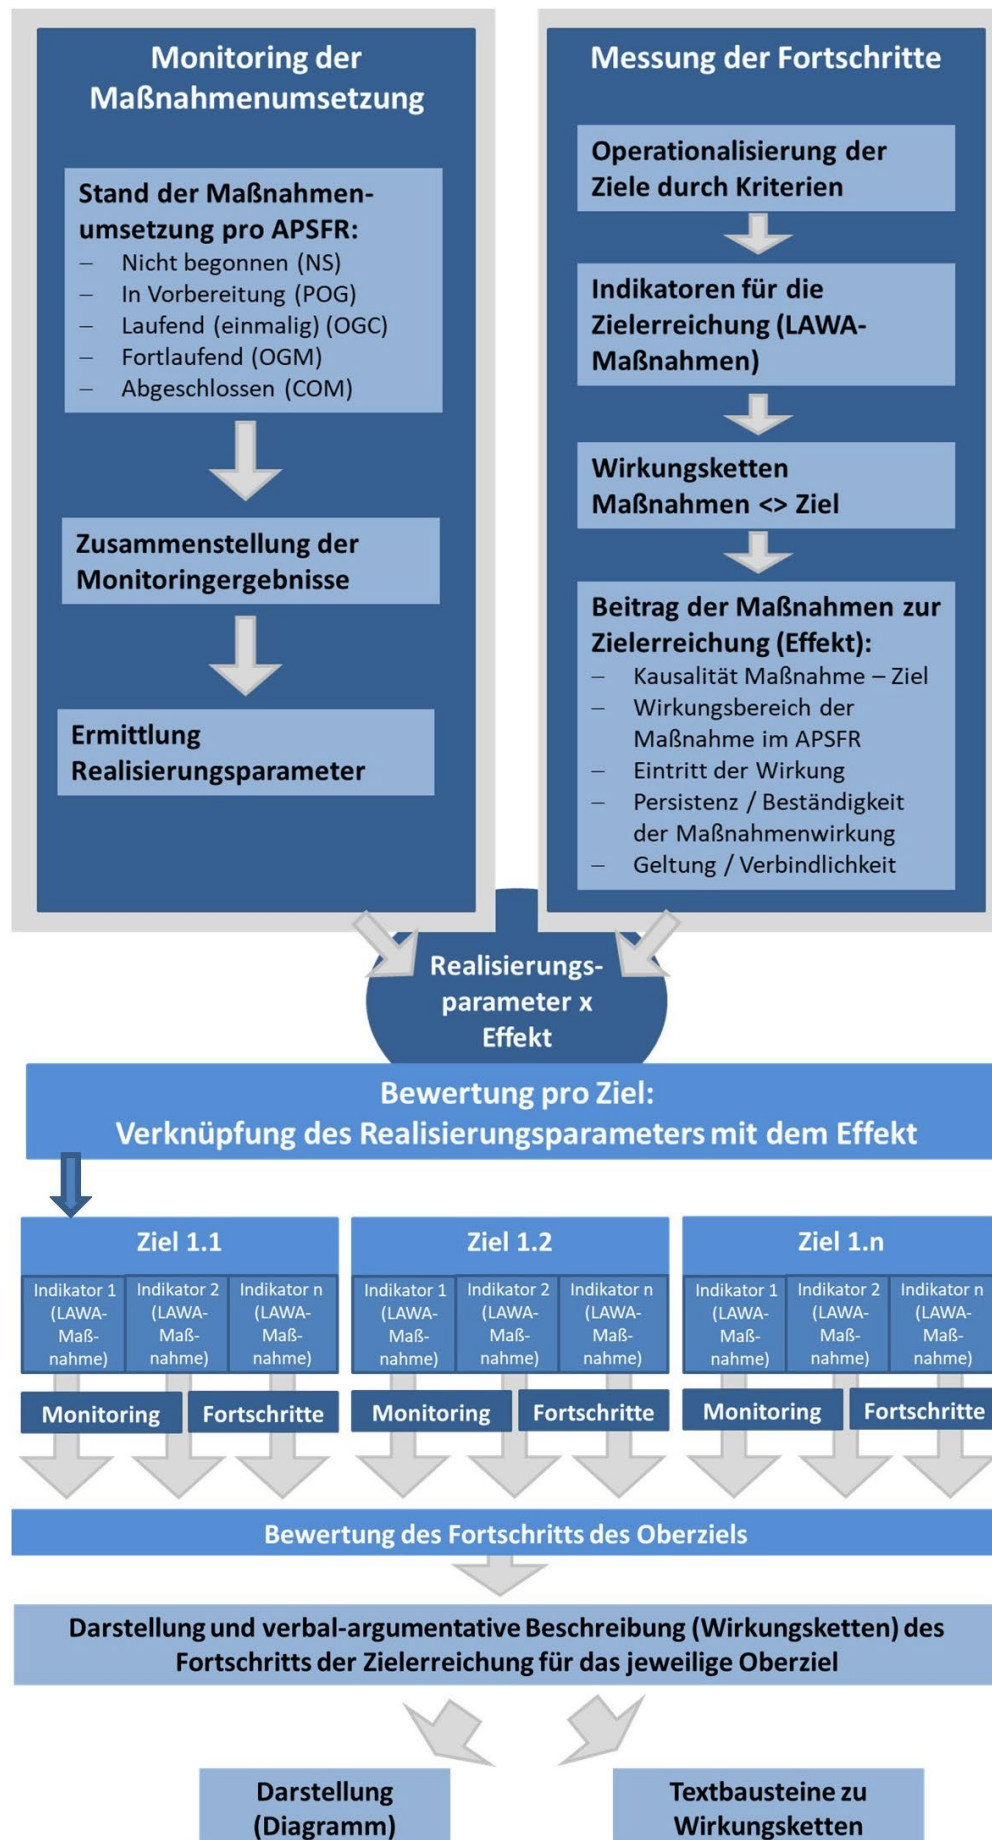 Monitoring der
Maßnahmenumsetzung
Stand der Maßnahmen-
umsetzung pro APSFR:
– Nicht begonnen (NS)
– In Vorbereitung (POG)
– Laufend (einmalig) (OGC)
– Fortlaufend (OGM)
– Abgeschlossen (COM)
Zusammenstellung der
Monitoringergebnisse
Ermittlung
Realisierungsparameter
Messung der Fortschritte
Operationalisierung der
Ziele durch Kriterien
Indikatoren für die
Zielerreichung (LAWA-
Maßnahmen)
Wirkungsketten
Maßnahmen <> Ziel
Beitrag der Maßnahmen zur
Zielerreichung (Effekt):
– Kausalität Maßnahme – Ziel
– Wirkungsbereich der
Maßnahme im APSFR
– Eintritt der Wirkung
– Persistenz / Beständigkeit
der Maßnahmenwirkung
– Geltung / Verbindlichkeit
Realisierungs-
parameter x
Effekt
Bewertung pro Ziel:
Verknüpfung des Realisierungsparameters mit dem Effekt
Ziel 1.1
Indikator 1
(LAWA-
Maß-
nahme)
Indikator 2
(LAWA-
Maß-
nahme)
Indikator n
(LAWA-
Maß-
nahme)
Monitoring
Fortschritte
Ziel 1.2
Indikator 1
(LAWA-
Maß-
nahme)
Indikator 2
(LAWA-
Maß-
nahme)
Indikator n
(LAWA-
Maß-
nahme)
Monitoring
Fortschritte
Ziel 1.n
Indikator 1
(LAWA-
Maß-
nahme)
Indikator 2
(LAWA-
Maß-
nahme)
Indikator n
(LAWA-
Maß-
nahme)
Monitoring
Fortschritte
Bewertung des Fortschritts des Oberziels
Darstellung und verbal-argumentative Beschreibung (Wirkungsketten) des
Fortschritts der Zielerreichung für das jeweilige Oberziel
Darstellung
(Diagramm)
Textbausteine zu
Wirkungsketten